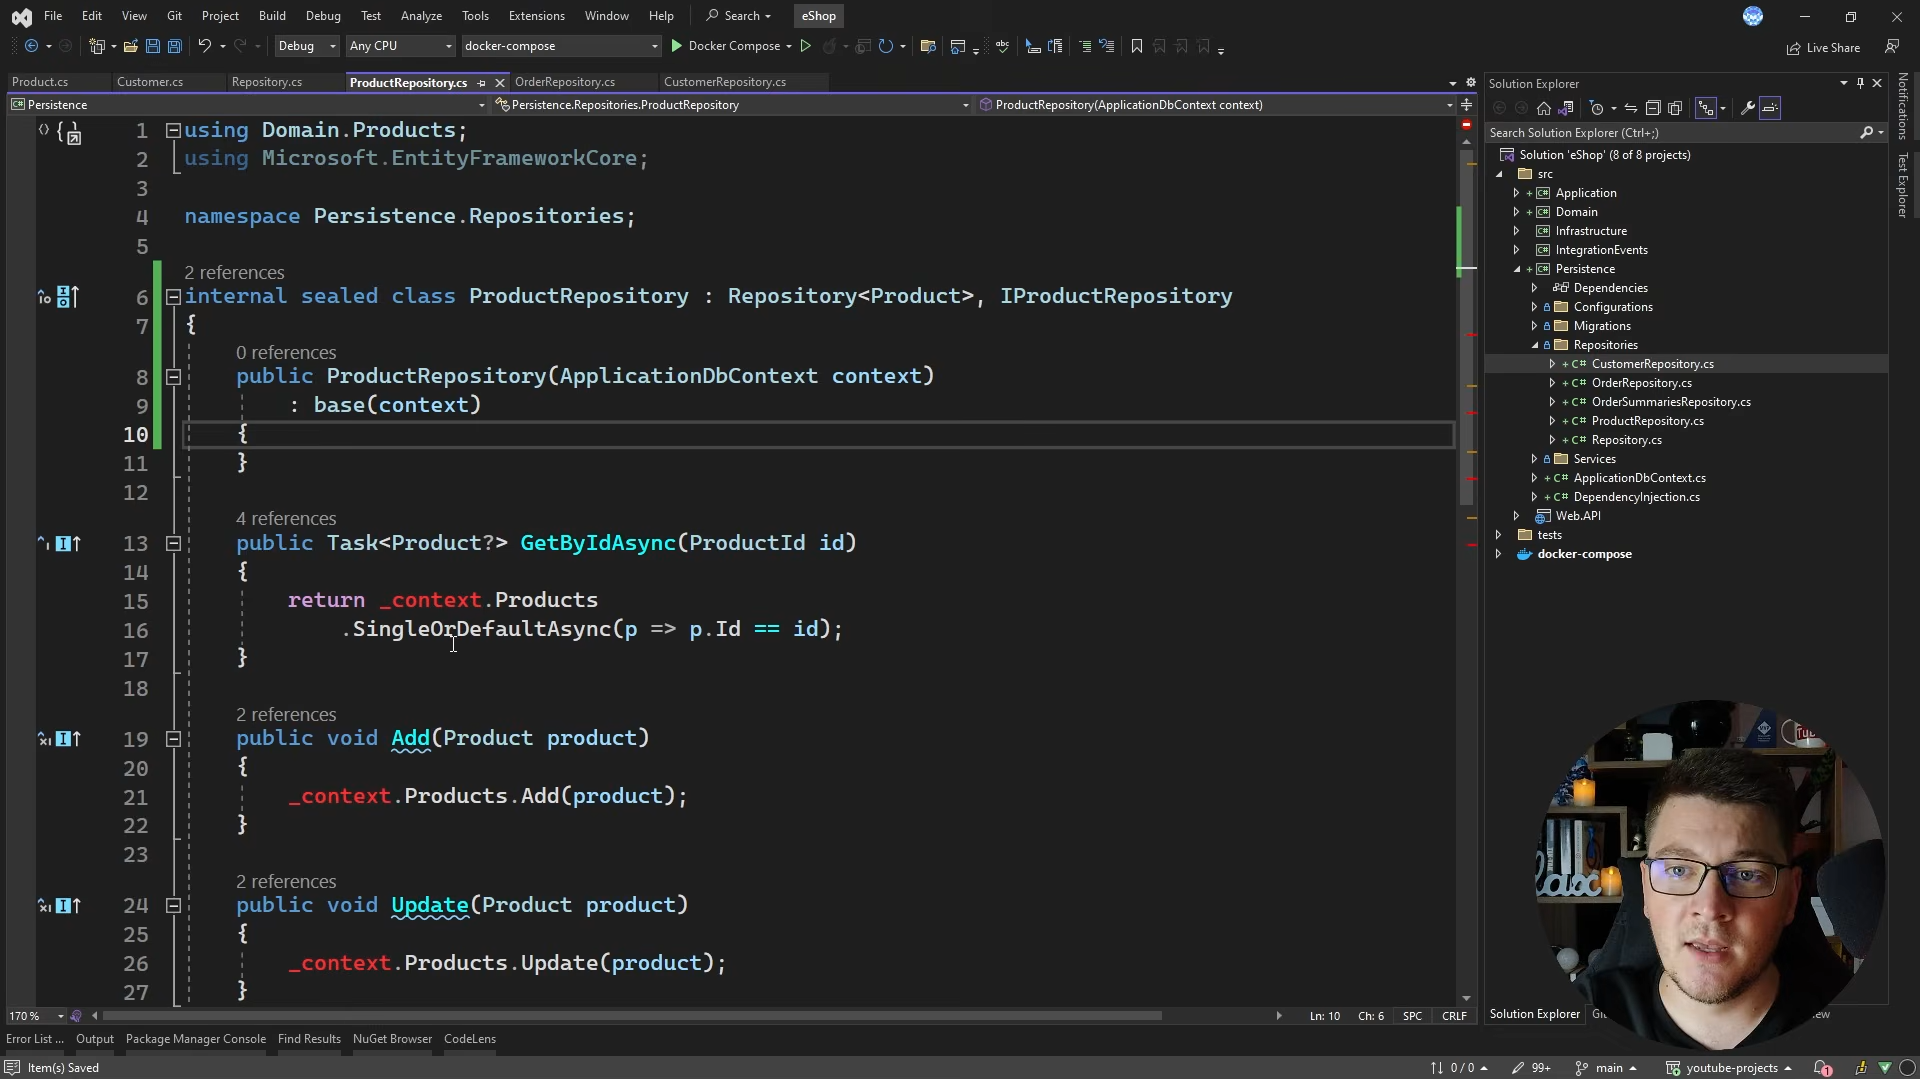 File Edit View Git Project Build Debug Test Analyze Tools Extensions Window Help Search eShop
Debug Any CPU docker-compose Docker Compose Live Share
Product.cs Customer.cs Repository.cs ProductRepository.cs OrderRepository.cs CustomerRepository.cs
Persistence Persistence.Repositories.ProductRepository ProductRepository(ApplicationDbContext context)
1 using Domain.Products;
2 using Microsoft.EntityFrameworkCore;
3
4 namespace Persistence.Repositories;
5
2 references
6 internal sealed class ProductRepository : Repository<Product>, IProductRepository
7 {
0 references
8 public ProductRepository(ApplicationDbContext context)
9 : base(context)
10 {
11 }
12
4 references
13 public Task<Product?> GetByIdAsync(ProductId id)
14 {
15 return _context.Products
16 .SingleOrDefaultAsync(p => p.Id == id);
17 }
18
2 references
19 public void Add(Product product)
20 {
21 _context.Products.Add(product);
22 }
23
2 references
24 public void Update(Product product)
25 {
26 _context.Products.Update(product);
27 }
170 % Ln: 10 Ch: 6 SPC CRLF
Error List ... Output Package Manager Console Find Results NuGet Browser CodeLens
Item(s) Saved 0 / 0 99+ main youtube-projects 1
Solution Explorer
Search Solution Explorer (Ctrl+;)
Solution 'eShop' (8 of 8 projects)
src
Application
Domain
Infrastructure
IntegrationEvents
Persistence
Dependencies
Configurations
Migrations
Repositories
CustomerRepository.cs
OrderRepository.cs
OrderSummariesRepository.cs
ProductRepository.cs
Repository.cs
Services
ApplicationDbContext.cs
DependencyInjection.cs
Web.API
tests
docker-compose
Solution Explorer
Notifications
Test Explorer